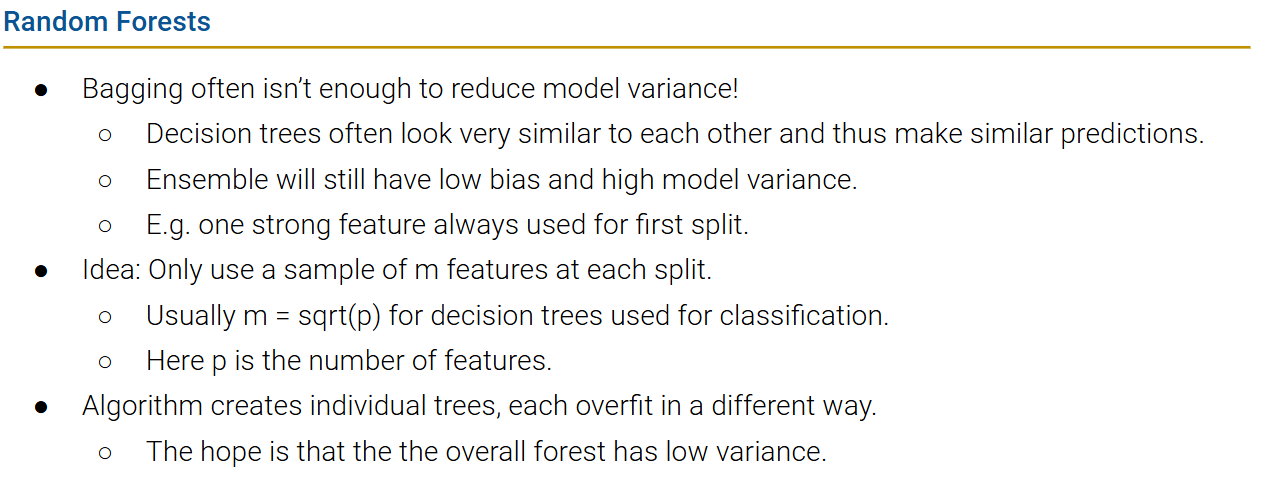 Random Forests
● Bagging often isn’t enough to reduce model variance!
○ Decision trees often look very similar to each other and thus make similar predictions.
○ Ensemble will still have low bias and high model variance.
○ E.g. one strong feature always used for first split.
● Idea: Only use a sample of m features at each split.
○ Usually m = sqrt(p) for decision trees used for classification.
○ Here p is the number of features.
● Algorithm creates individual trees, each overfit in a different way.
○ The hope is that the the overall forest has low variance.